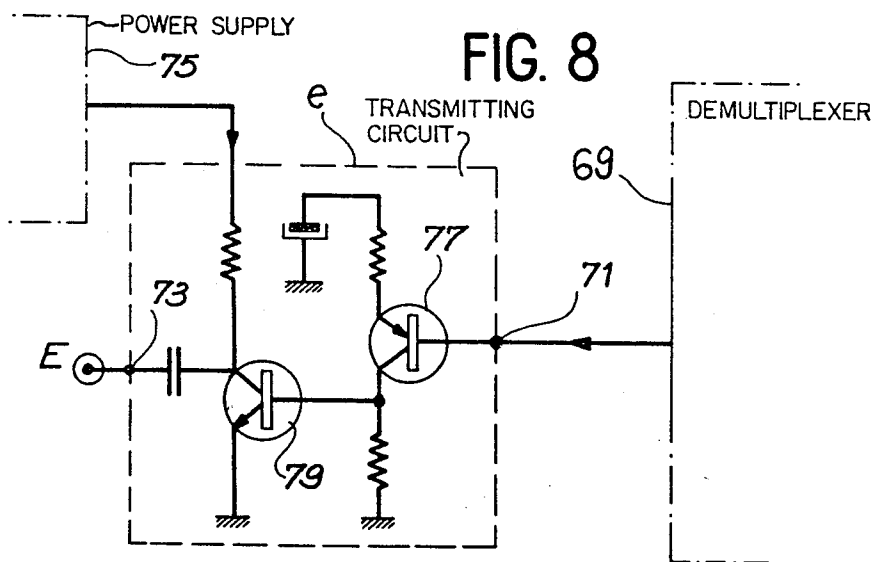 POWER SUPPLY
75
FIG. 8
e
TRANSMITTING
CIRCUIT
DEMULTIPLEXER
69
77
71
73
E
79